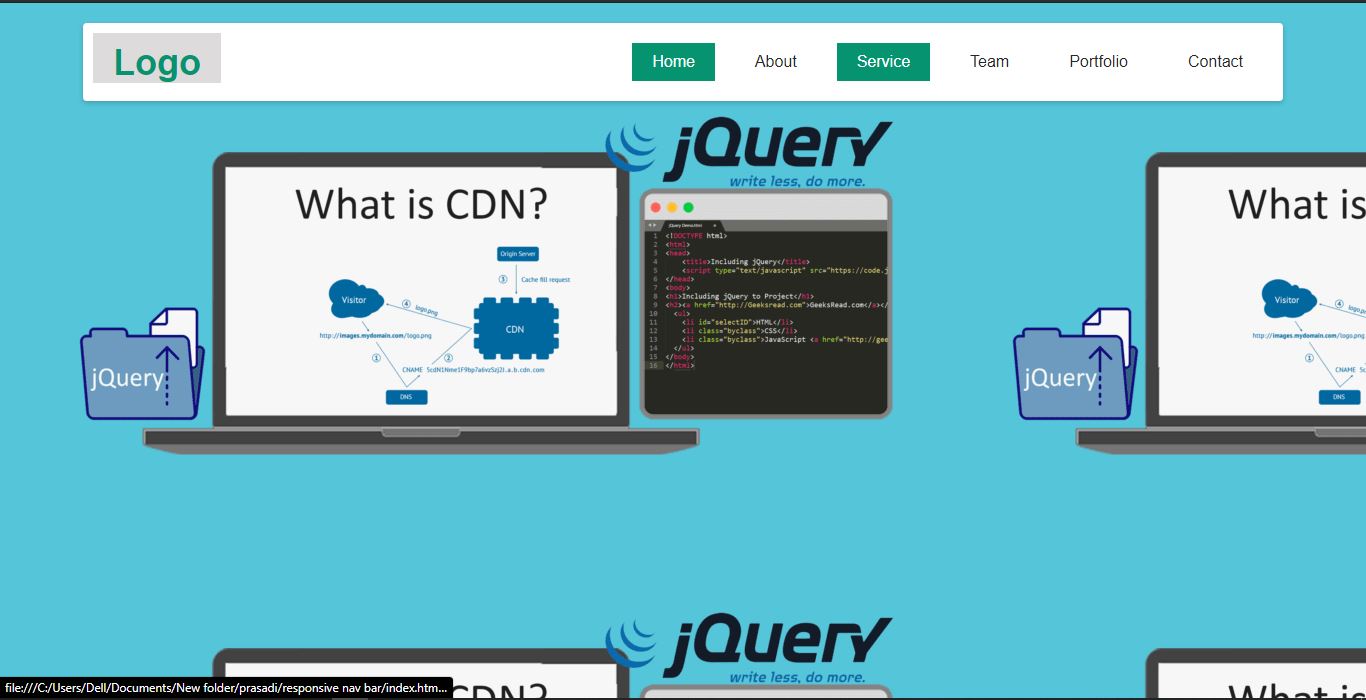 Logo
Home About Service Team Portfolio Contact
jQuery
write less, do more.
What is CDN?
Origin Server
③ Cache fill request
Visitor
④ logo.png
CDN
http://images.mydomain.com/logo.png
① ②
CNAME 5cdN1Nme1F9bp7a6vzSzj2J.a.b.cdn.com
DNS
jQuery
jQuery Demo.html ×
1 <!DOCTYPE html>
2 <html>
3 <head>
4 <title>Including jQuery</title>
5 <script type="text/javascript" src="https://code.j
6 </head>
7 <body>
8 <h1>Including jQuery to Project</h1>
9 <h2><a href="http://Geeksread.com">GeeksRead.com</a></
10 <ul>
11 <li id="selectID">HTML</li>
12 <li class="byclass">CSS</li>
13 <li class="byclass">JavaScript <a href="http://gee
14 </ul>
15 </body>
16 </html>
What is
Visitor
④ logo.png
http://images.mydomain.com/logo.png
①
CNAME 5c
DNS
jQuery
jQuery
write less, do more.
What is CDN?
What is
file:///C:/Users/Dell/Documents/New folder/prasadi/responsive nav bar/index.htm...